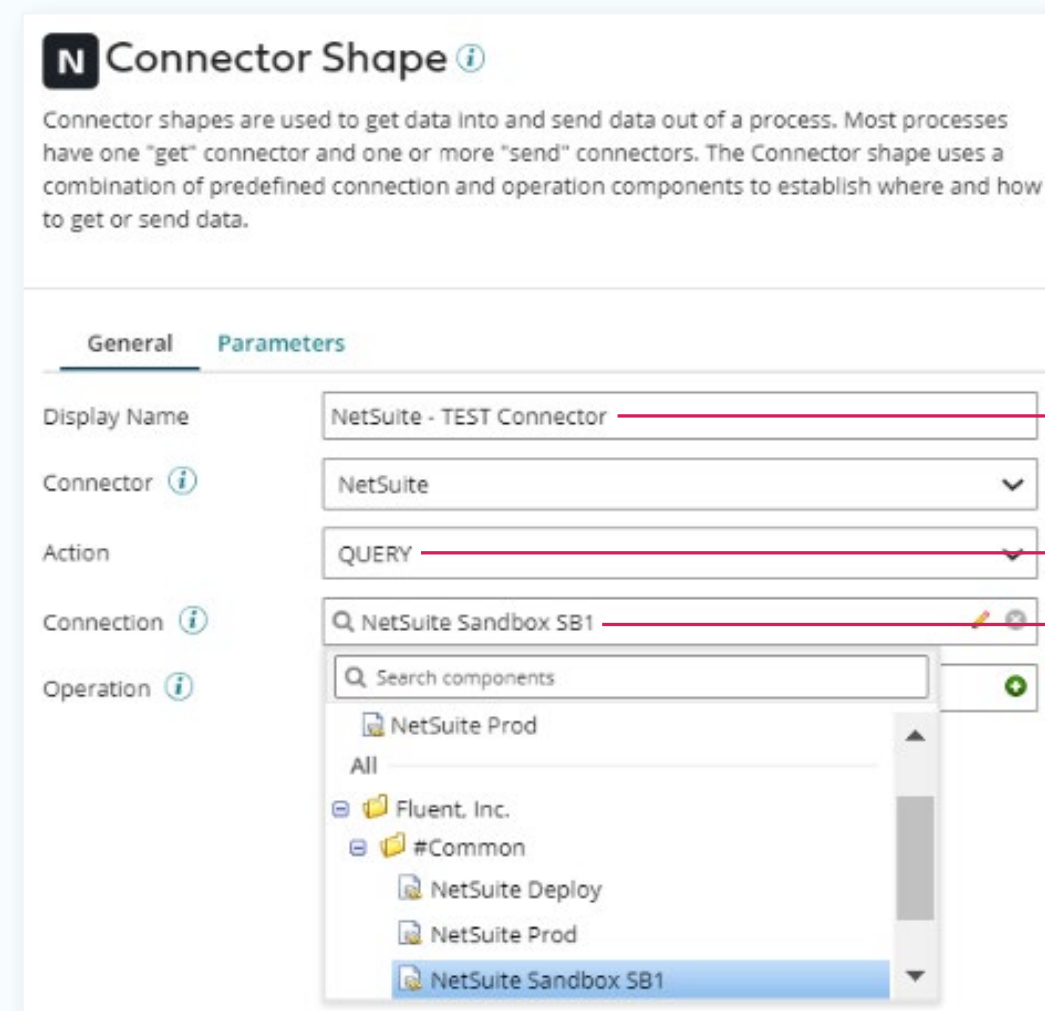 N Connector Shape i
Connector shapes are used to get data into and send data out of a process. Most processes
have one "get" connector and one or more "send" connectors. The Connector shape uses a
combination of predefined connection and operation components to establish where and how
to get or send data.
General Parameters
Display Name NetSuite - TEST Connector
Connector i NetSuite
Action QUERY
Connection i NetSuite Sandbox SB1
Operation i
Search components
NetSuite Prod
All
Fluent, Inc.
#Common
NetSuite Deploy
NetSuite Prod
NetSuite Sandbox SB1